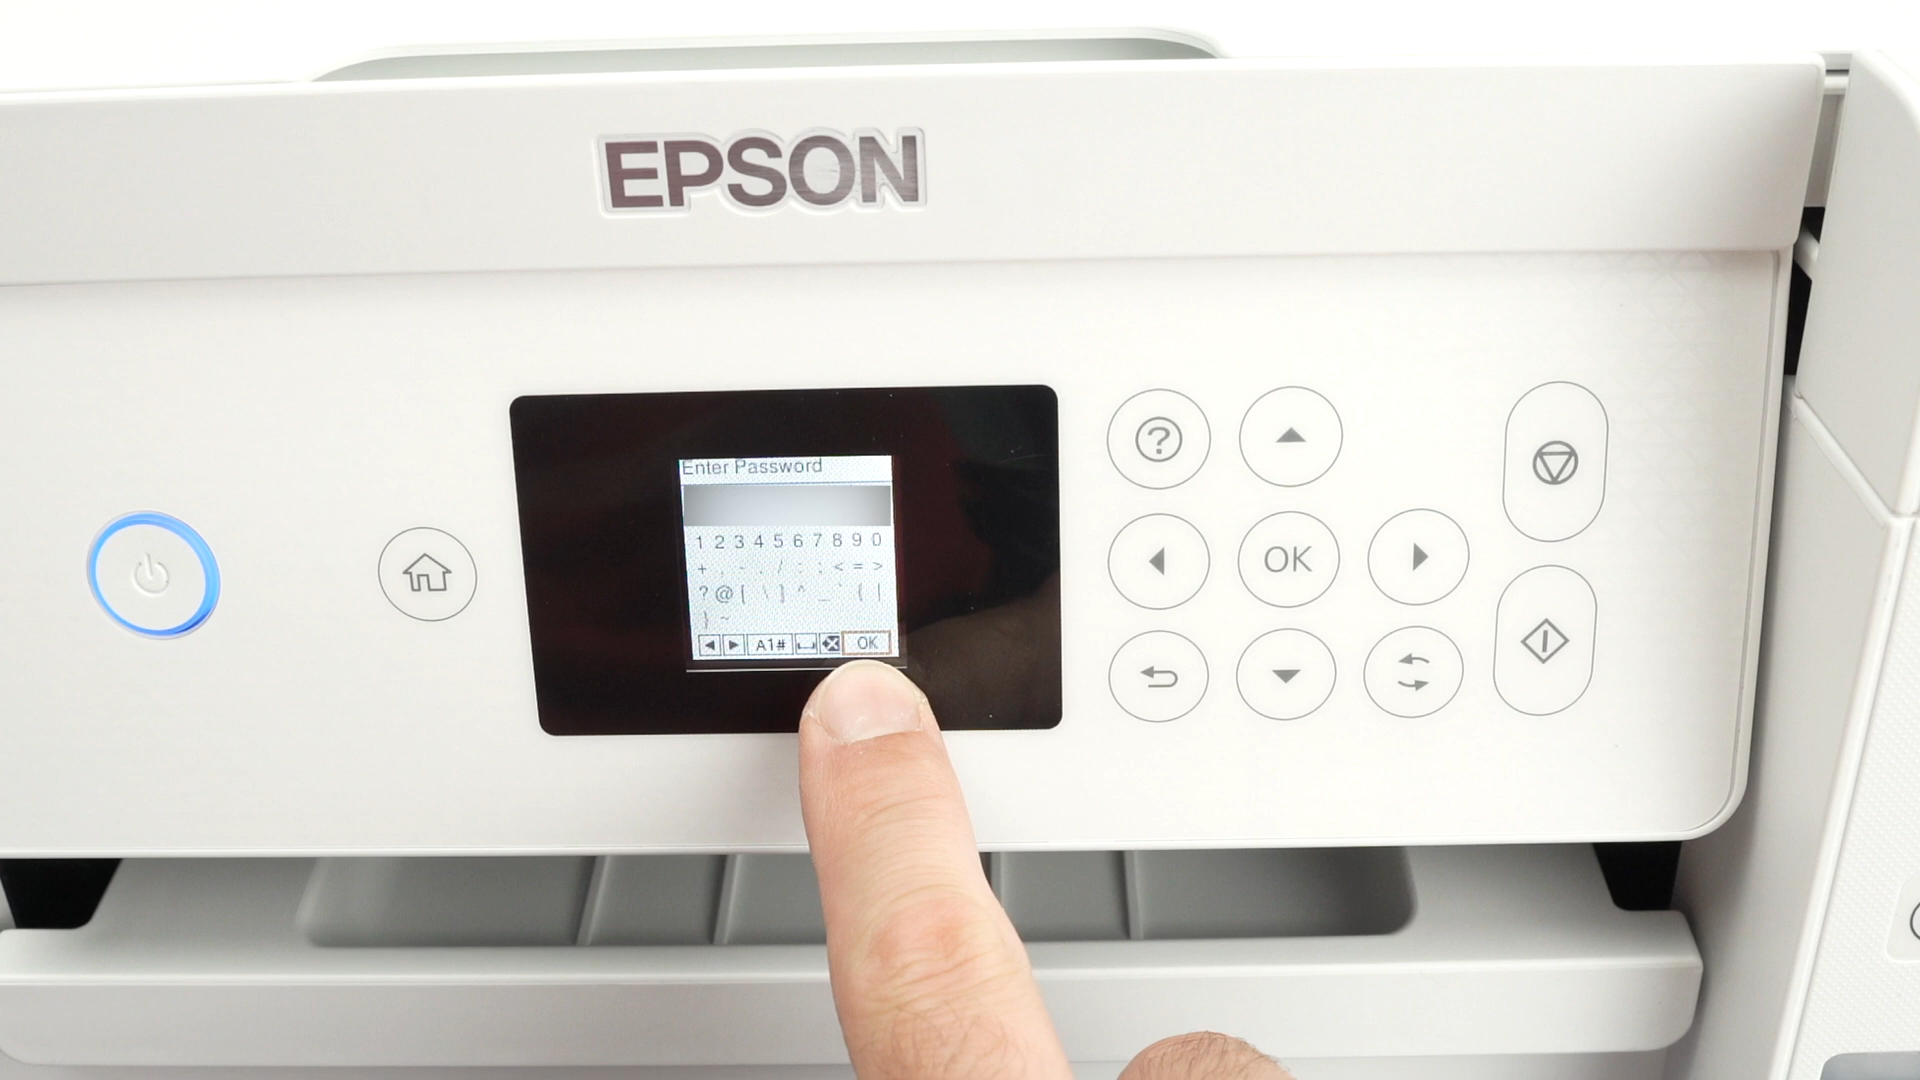 EPSON
Enter Password
1 2 3 4 5 6 7 8 9 0
+ , - . / : ; < = >
? @ [ \ ] ^ _ ` { |
} ~
A1# OK
OK